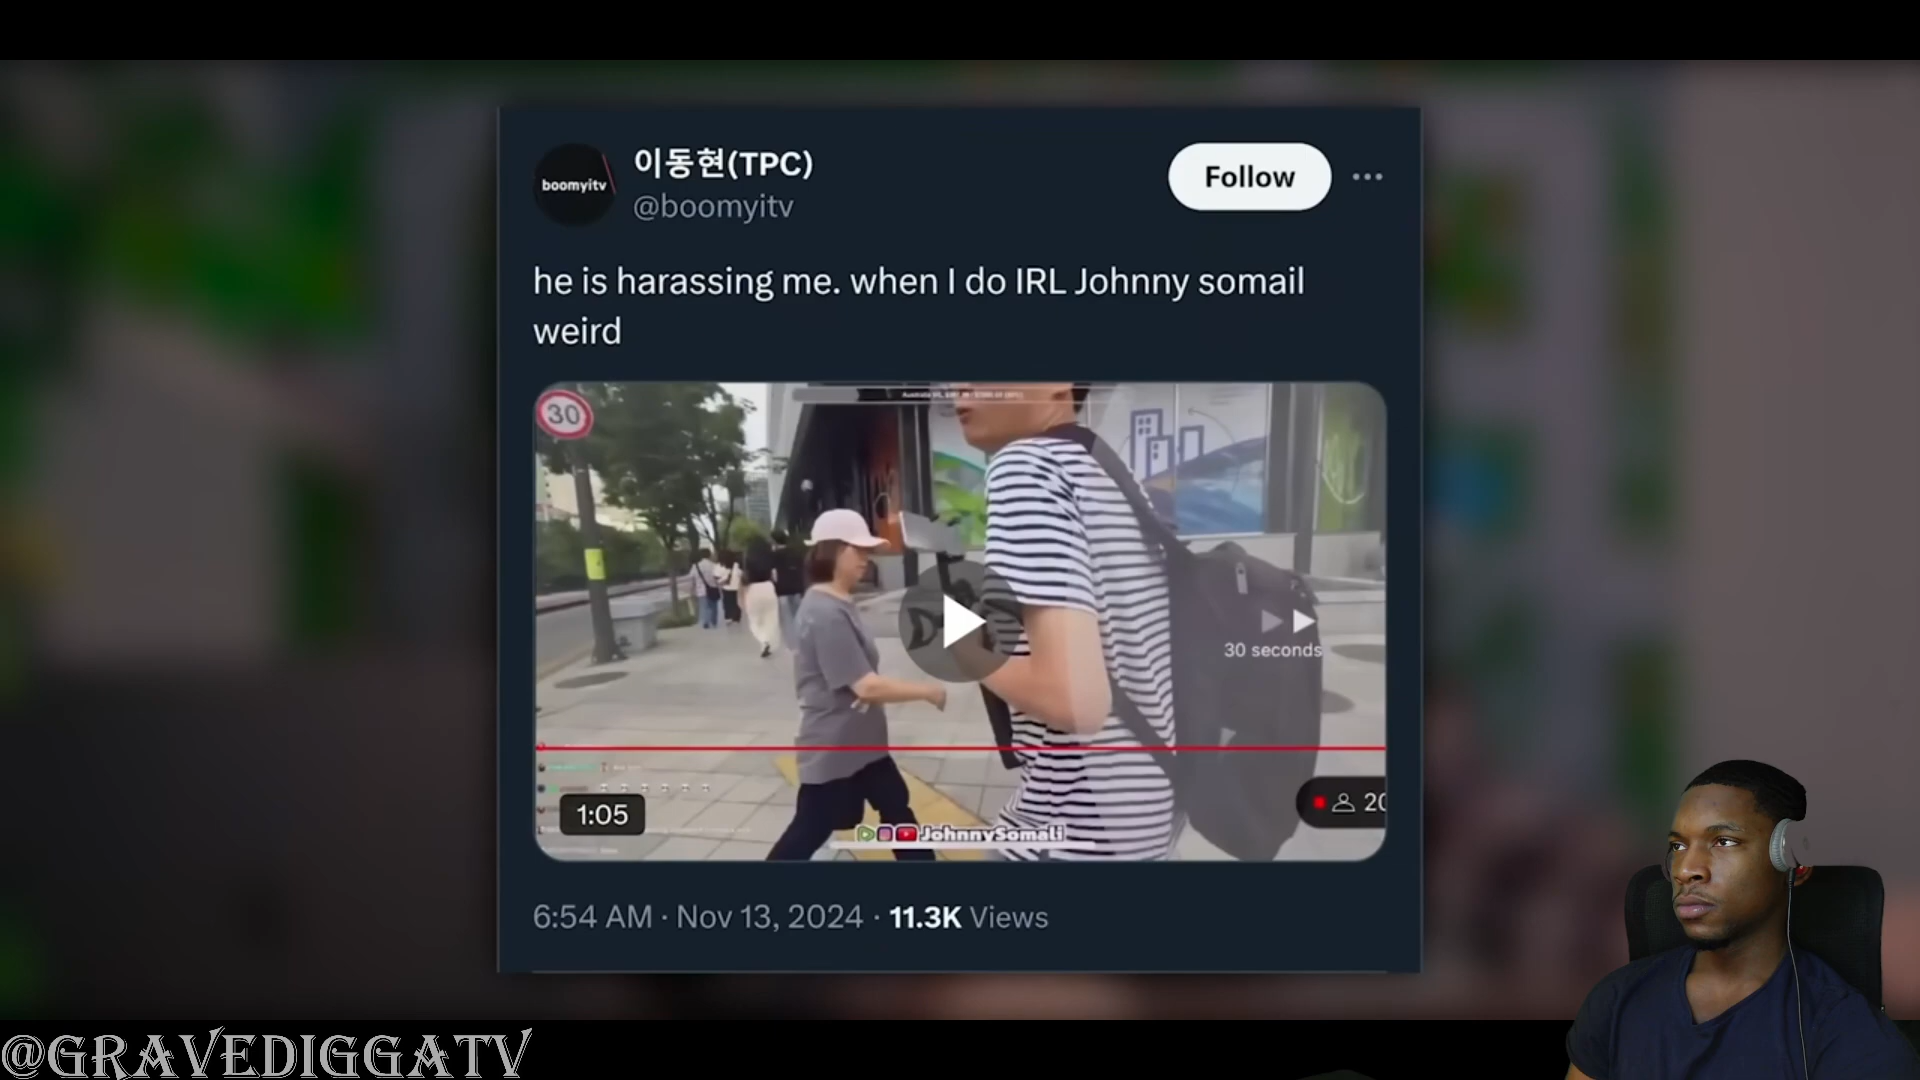 boomyitv
이동현(TPC)
@boomyitv
Follow
he is harassing me. when I do IRL Johnny somail
weird
30
30 seconds
1:05
20
JohnnySomali
6:54 AM · Nov 13, 2024 · 11.3K Views
@GRAVEDIGGATV